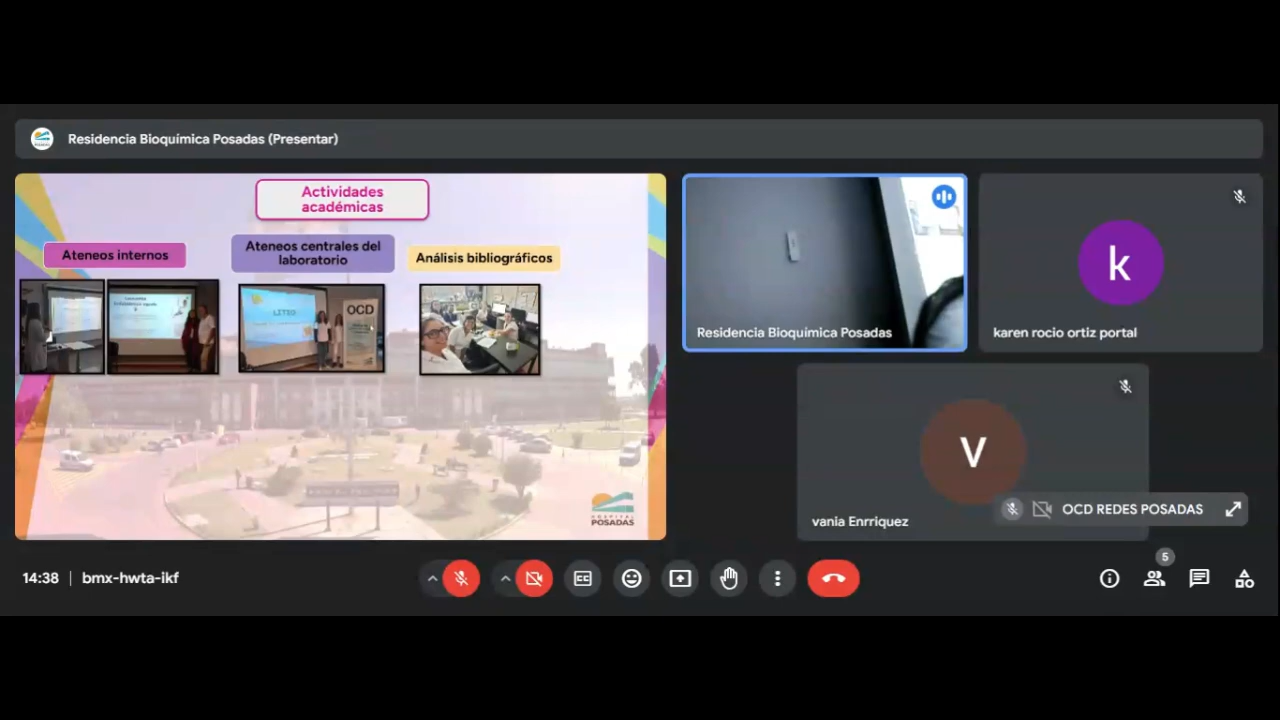 Residencia Bioquímica Posadas (Presentar)
Actividades
académicas
Ateneos internos
Ateneos centrales del
laboratorio
Análisis bibliográficos
OCD
HOSPITAL
POSADAS
Residencia Bioquímica Posadas
k
karen rocio ortiz portal
V
vania Enrriquez
OCD REDES POSADAS
14:38 | bmx-hwta-ikf
5